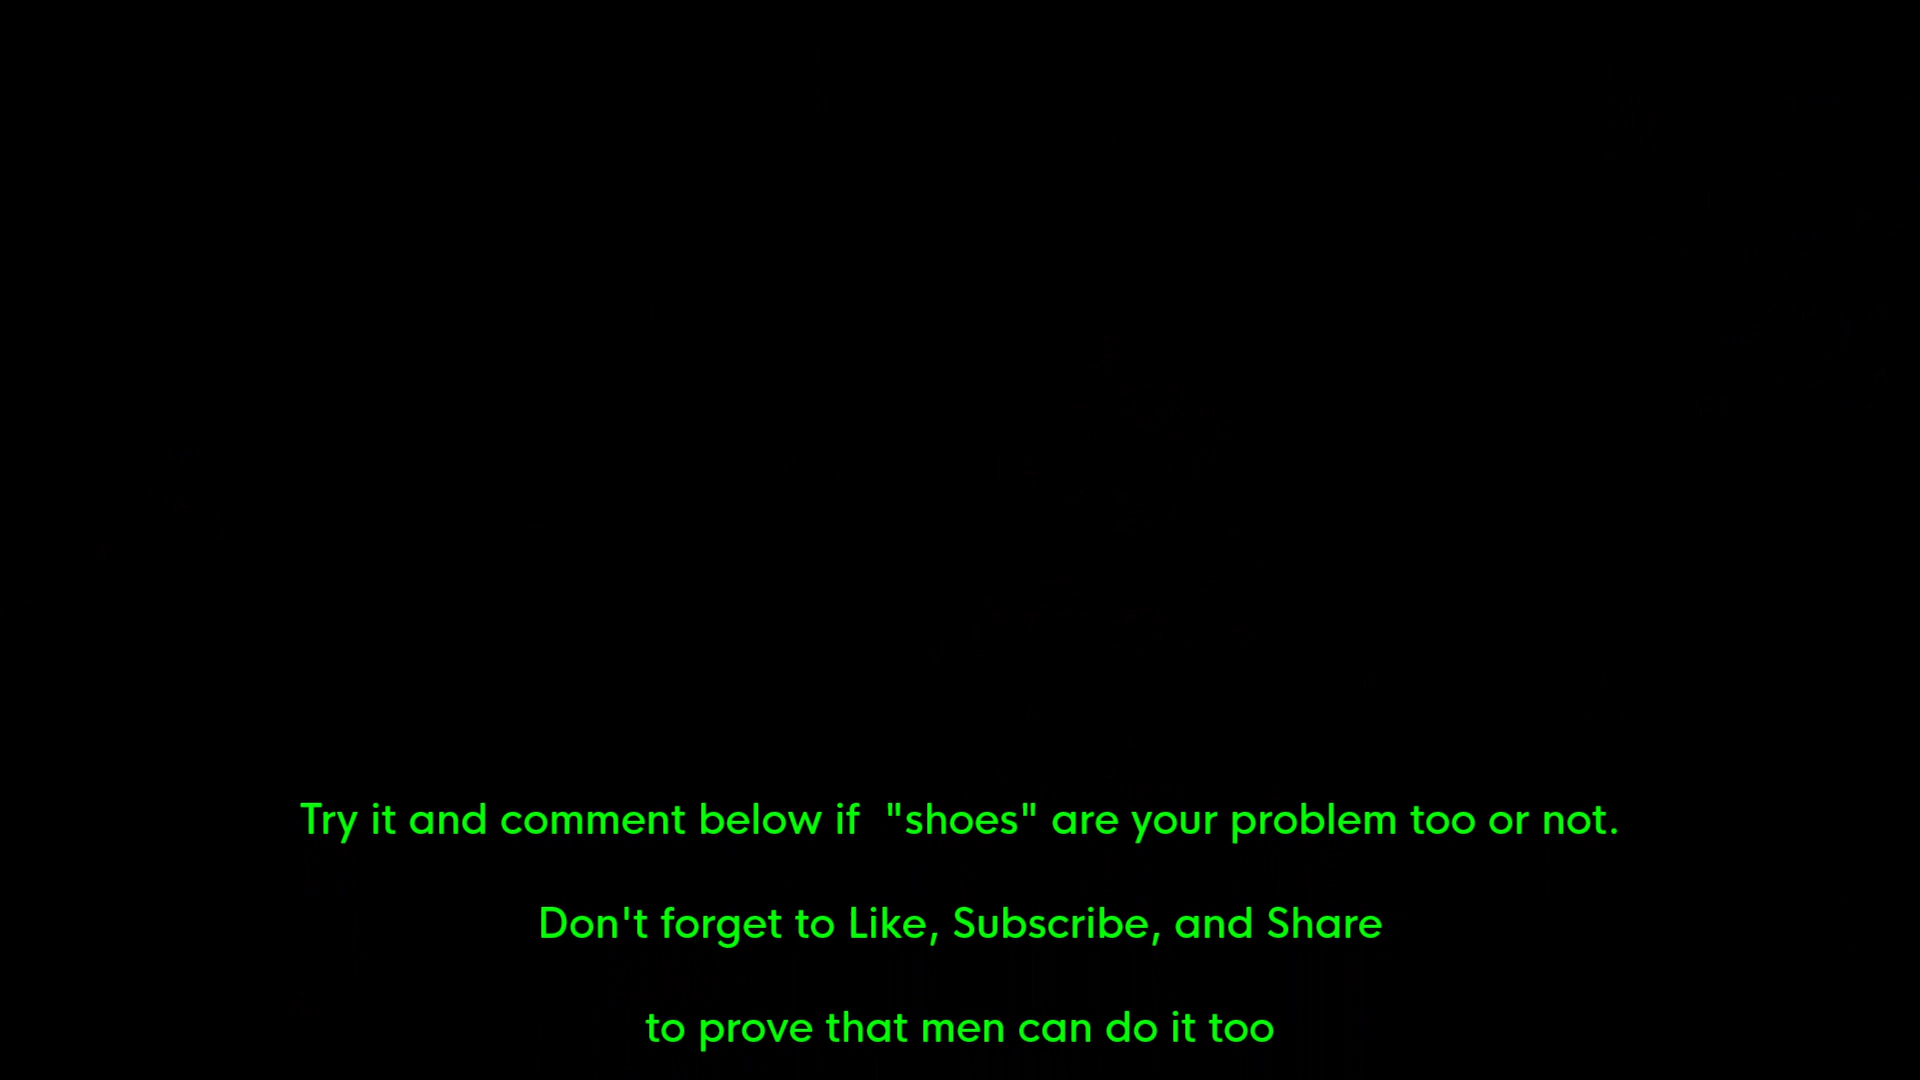 Try it and comment below if  "shoes" are your problem too or not.
Don't forget to Like, Subscribe, and Share
to prove that men can do it too